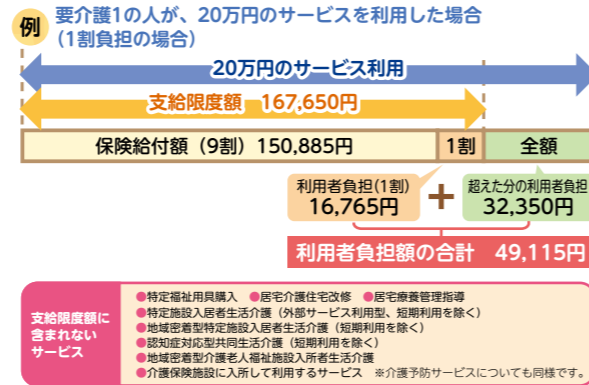 例
要介護1の人が、20万円のサービスを利用した場合
(1割負担の場合)
20万円のサービス利用
支給限度額 167,650円
保険給付額（9割）150,885円
1割
全額
利用者負担(1割)
16,765円
+
超えた分の利用者負担
32,350円
利用者負担額の合計 49,115円
支給限度額に
含まれない
サービス
●特定福祉用具購入 ●居宅介護住宅改修 ●居宅療養管理指導
●特定施設入居者生活介護（外部サービス利用型、短期利用を除く）
●地域密着型特定施設入居者生活介護（短期利用を除く）
●認知症対応型共同生活介護（短期利用を除く）
●地域密着型介護老人福祉施設入所者生活介護
●介護保険施設に入所して利用するサービス ※介護予防サービスについても同様です。